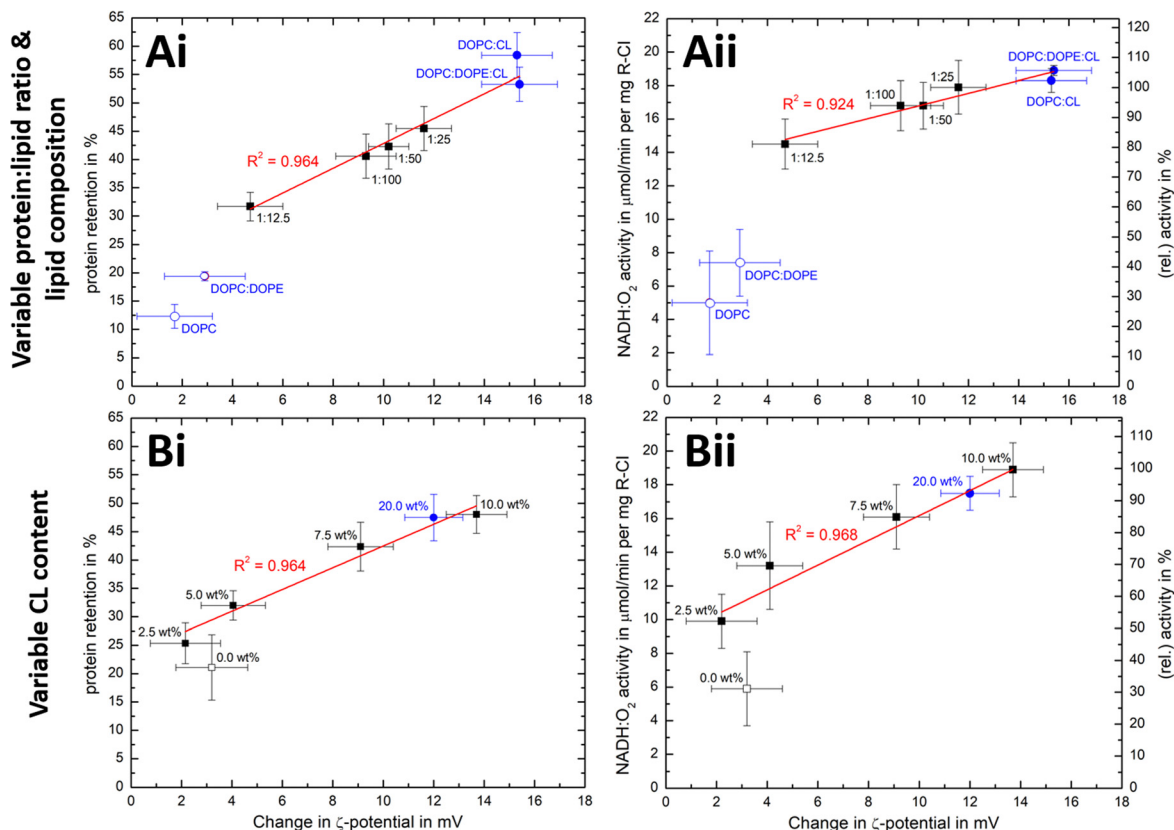 Variable protein:lipid ratio &
lipid composition
Ai
protein retention in %
65
60
55
50
45
40
35
30
25
20
15
10
5
0
0 2 4 6 8 10 12 14 16 18
DOPC:CL
DOPC:DOPE:CL
1:25
1:50
1:100
R² = 0.964
1:12.5
DOPC:DOPE
DOPC
Aii
NADH:O₂ activity in μmol/min per mg R-CI
22
20
18
16
14
12
10
8
6
4
2
0
0 2 4 6 8 10 12 14 16 18
(rel.) activity in %
120
110
100
90
80
70
60
50
40
30
20
10
0
DOPC:DOPE:CL
DOPC:CL
1:25
1:100
1:50
R² = 0.924
1:12.5
DOPC:DOPE
DOPC
Variable CL content
Bi
protein retention in %
65
60
55
50
45
40
35
30
25
20
15
10
5
0
0 2 4 6 8 10 12 14 16 18
Change in ζ-potential in mV
20.0 wt%
10.0 wt%
7.5 wt%
R² = 0.964
5.0 wt%
2.5 wt%
0.0 wt%
Bii
NADH:O₂ activity in μmol/min per mg R-CI
22
20
18
16
14
12
10
8
6
4
2
0
0 2 4 6 8 10 12 14 16 18
Change in ζ-potential in mV
(rel.) activity in %
110
100
90
80
70
60
50
40
30
20
10
0
10.0 wt%
20.0 wt%
7.5 wt%
R² = 0.968
5.0 wt%
2.5 wt%
0.0 wt%